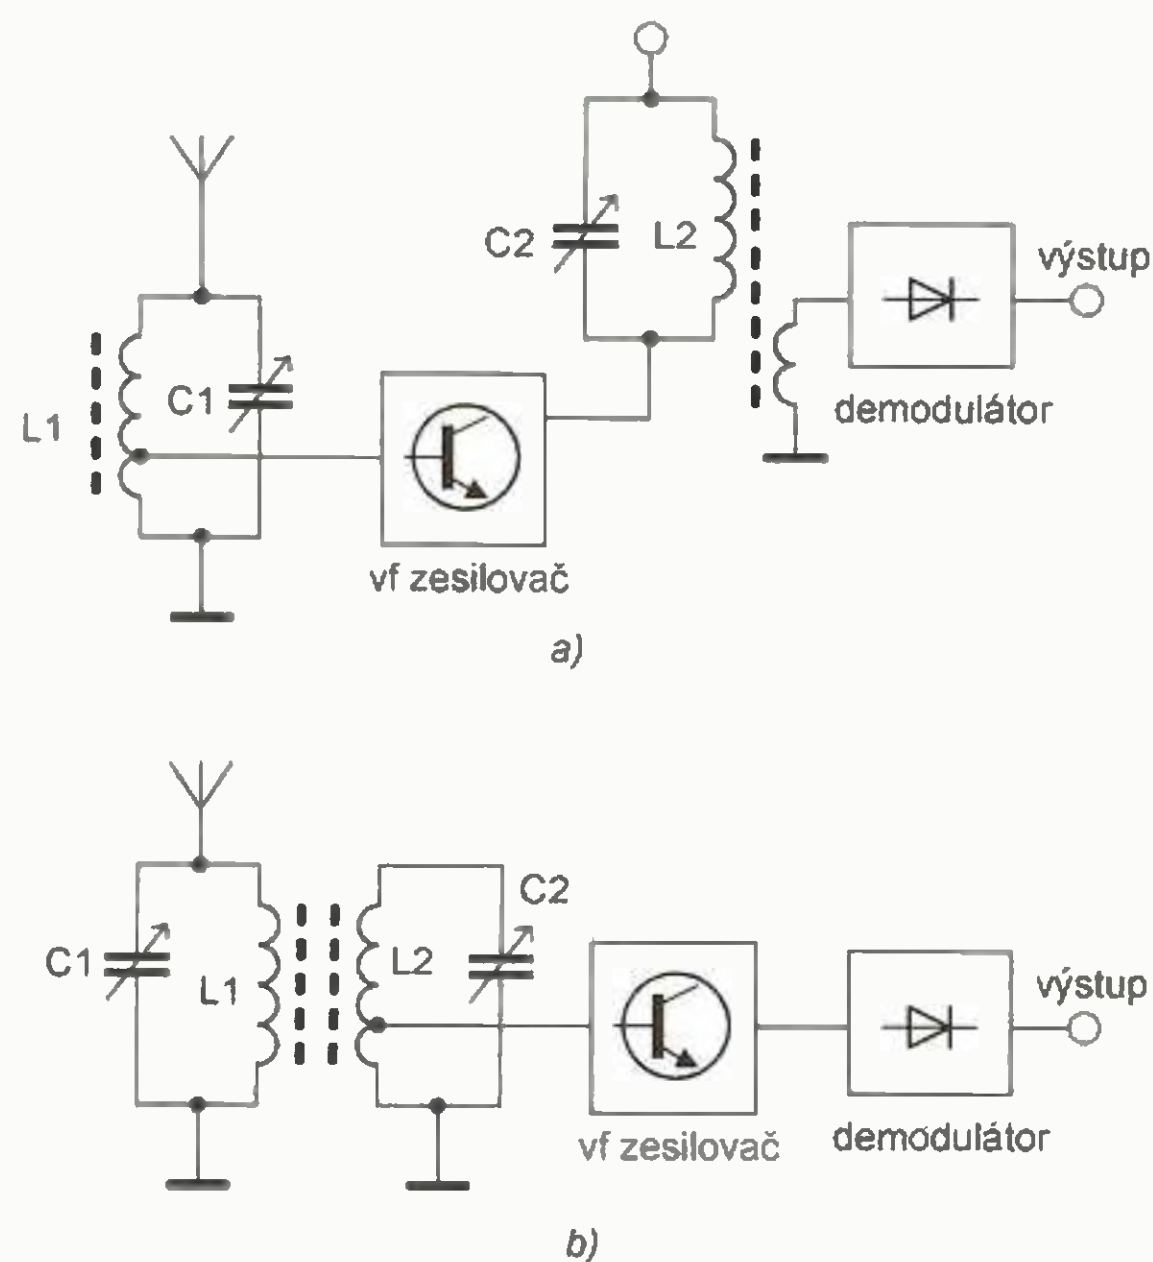 C2
L2
výstup
C1
L1
demodulátor
vf zesilovač
a)
C2
C1
L1
L2
výstup
vf zesilovač
demodulátor
b)